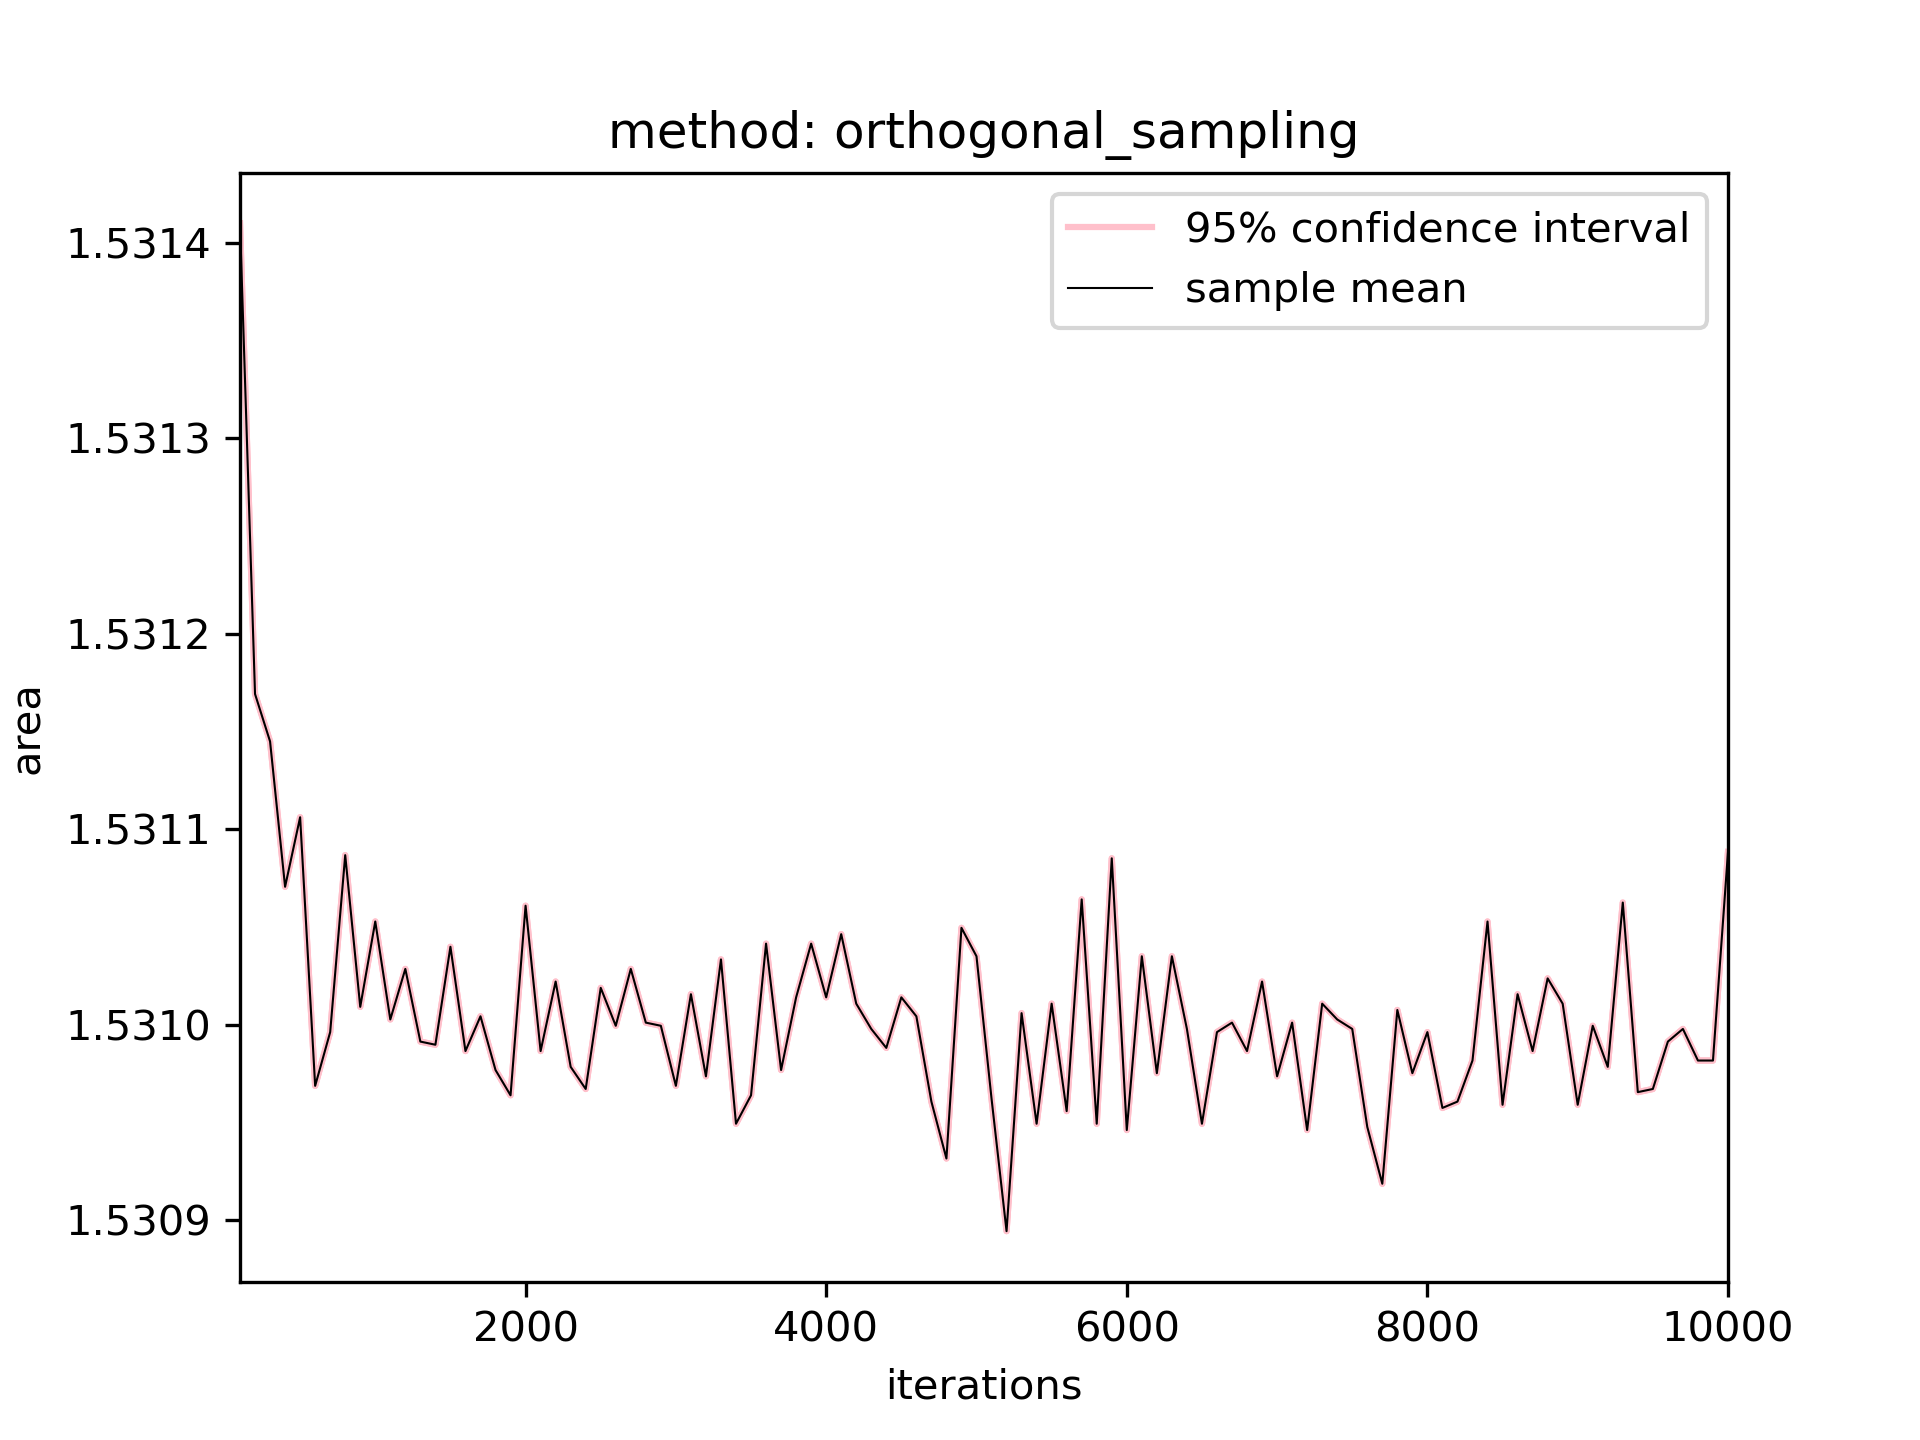 method: orthogonal_sampling
95% confidence interval
sample mean
1.5314
1.5313
1.5312
1.5311
1.5310
1.5309
area
2000 4000 6000 8000 10000
iterations